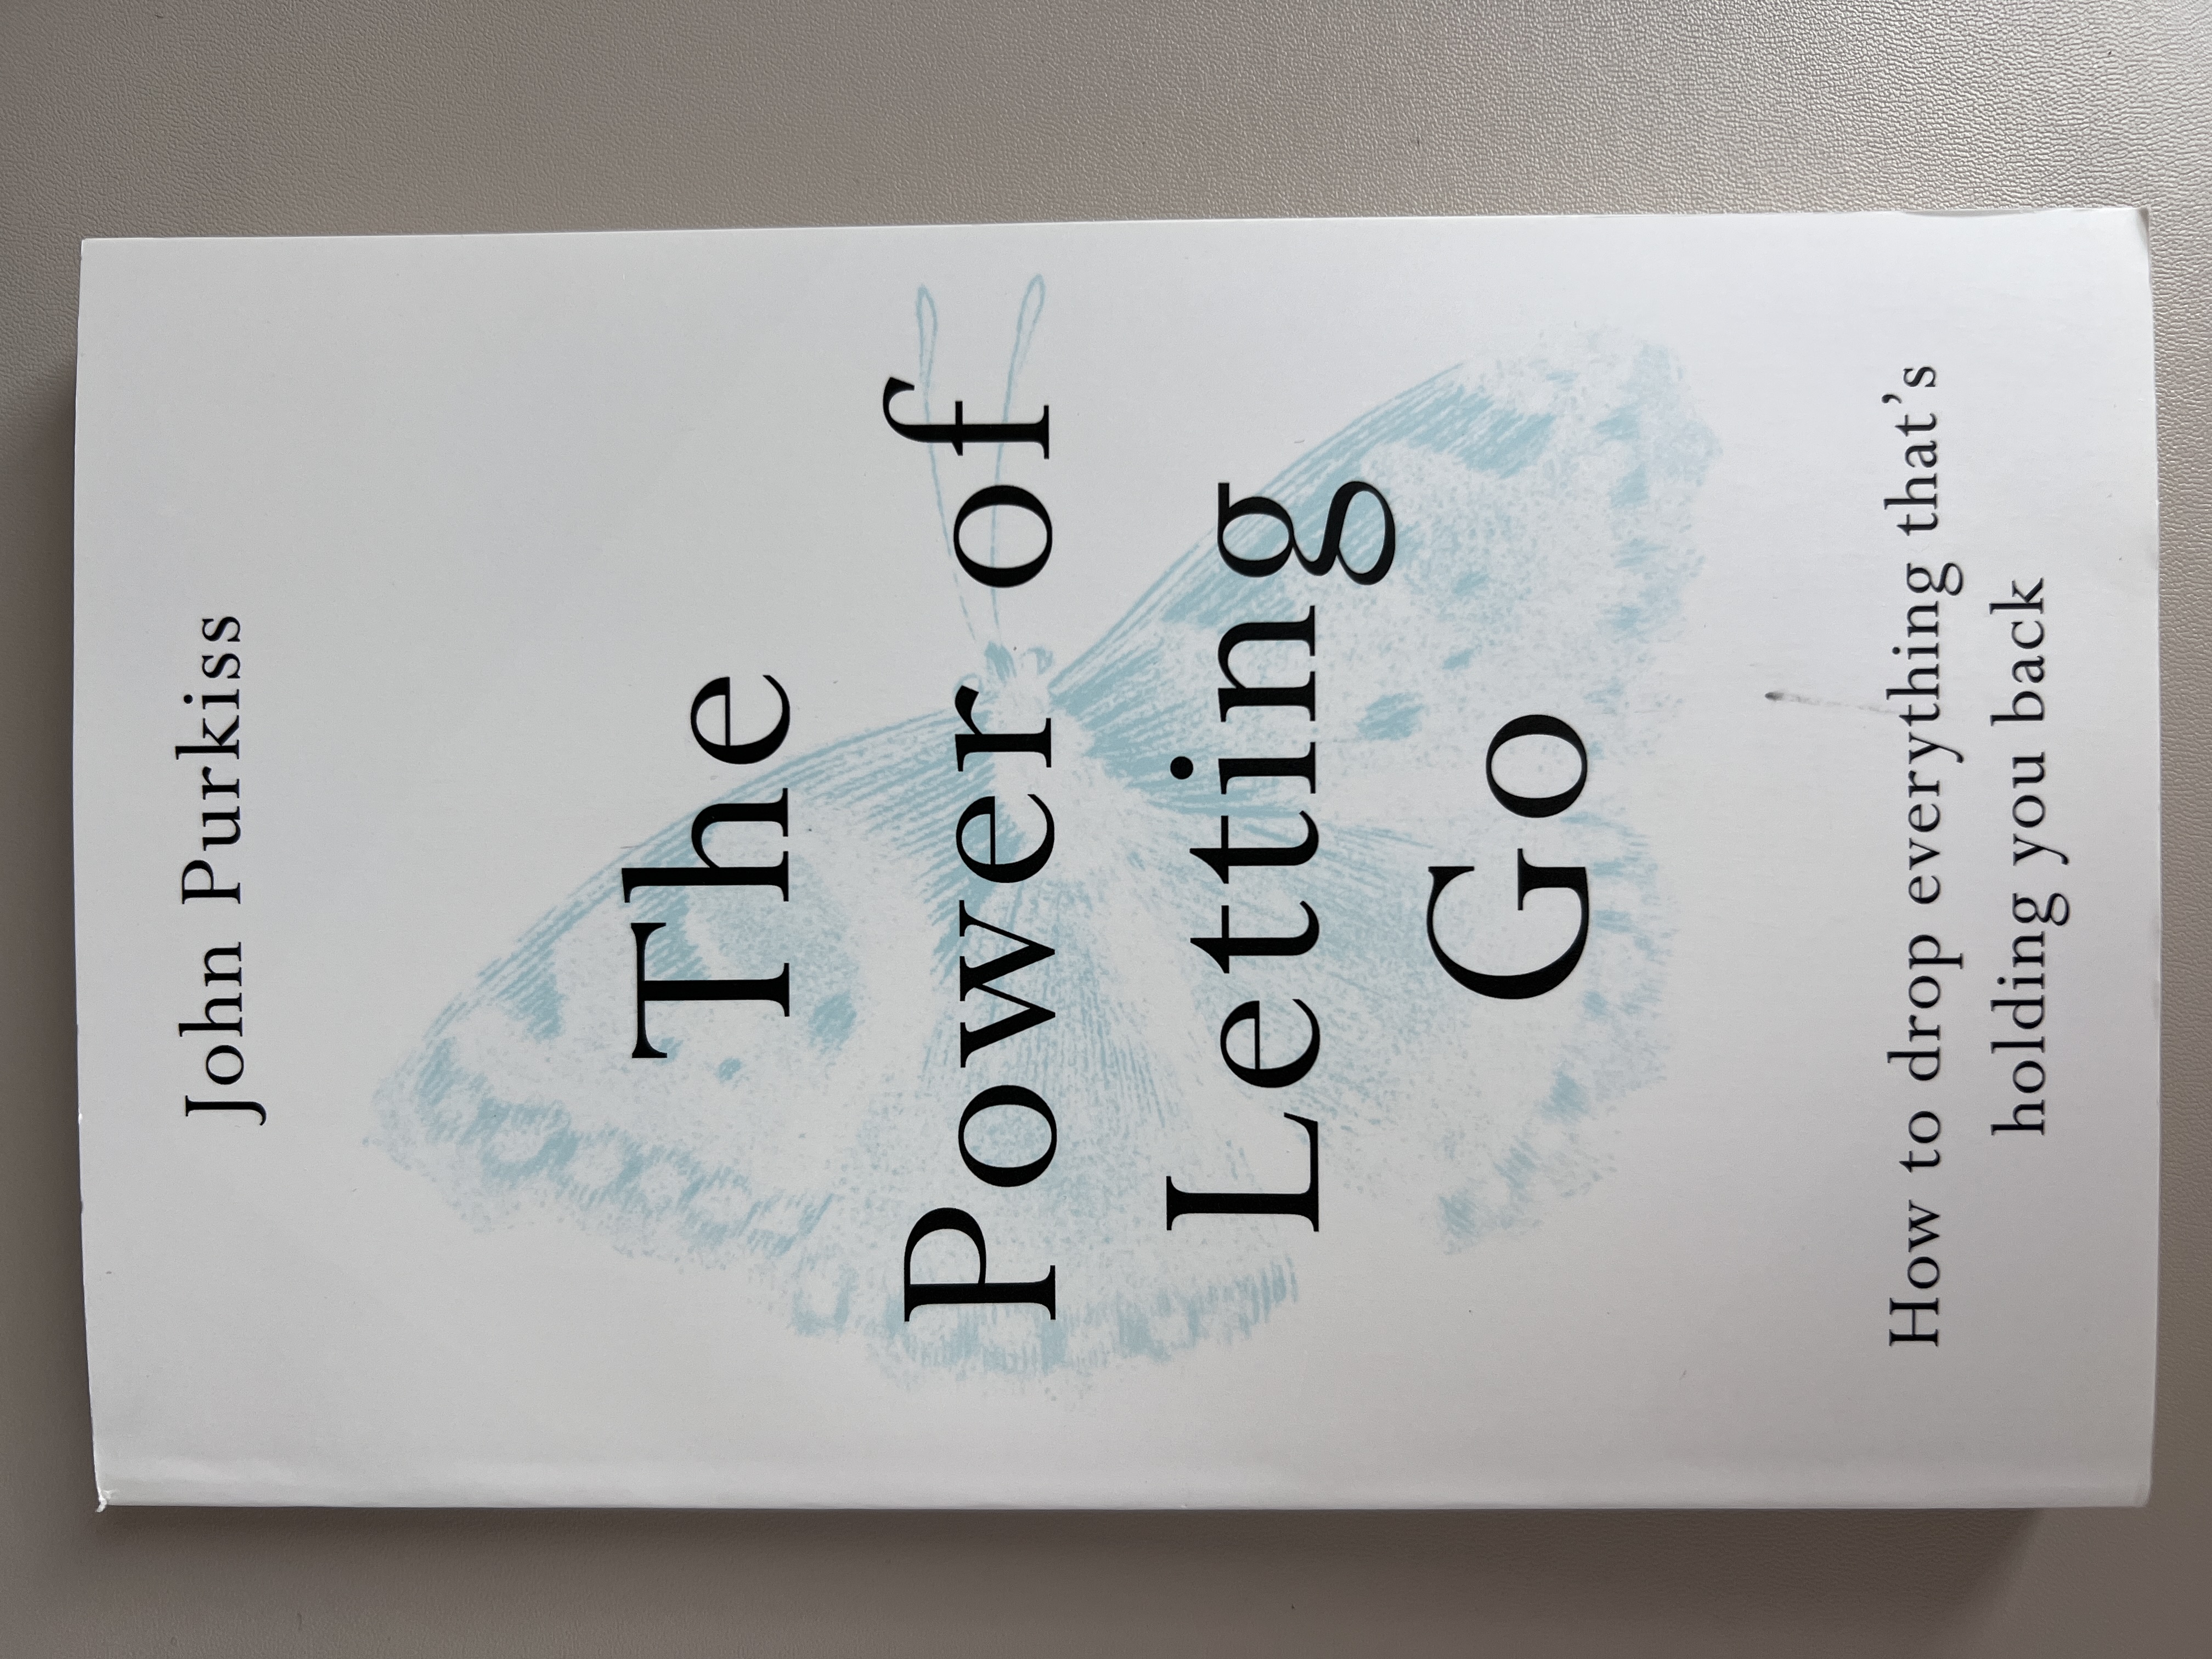 John Purkiss
The
Power of
Letting
Go
How to drop everything that’s
holding you back